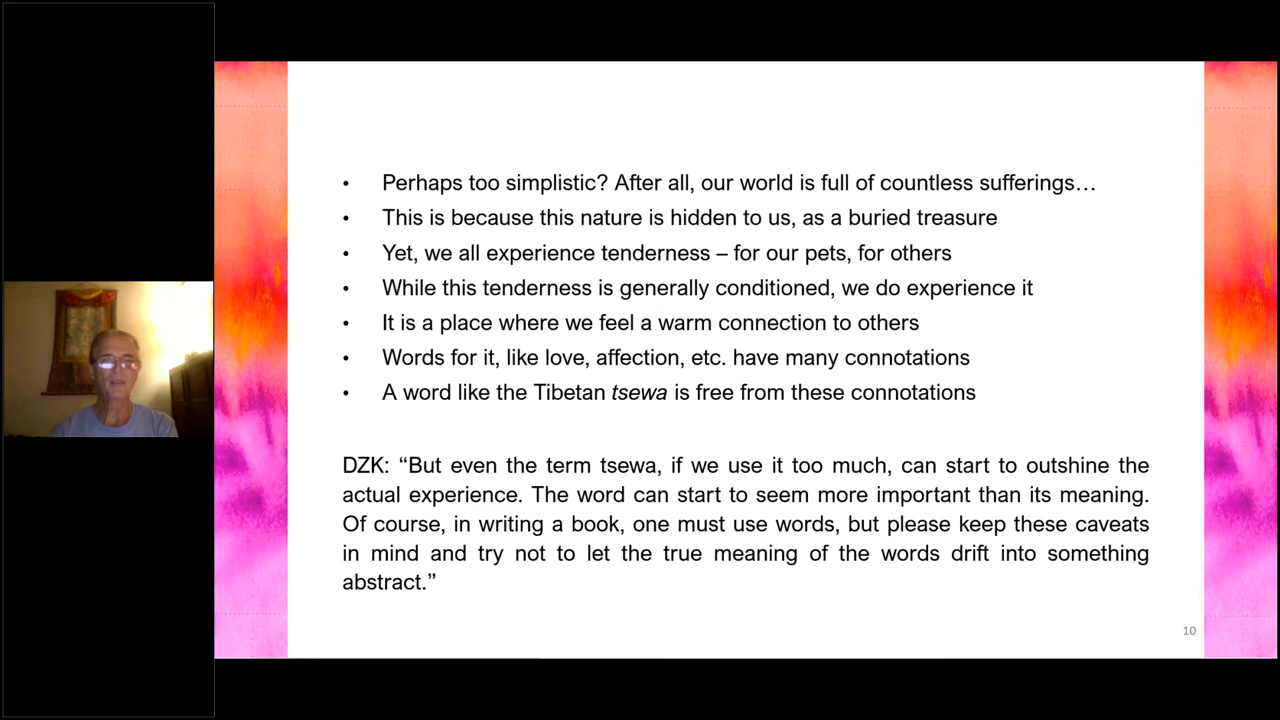 • Perhaps too simplistic? After all, our world is full of countless sufferings…
• This is because this nature is hidden to us, as a buried treasure
• Yet, we all experience tenderness – for our pets, for others
• While this tenderness is generally conditioned, we do experience it
• It is a place where we feel a warm connection to others
• Words for it, like love, affection, etc. have many connotations
• A word like the Tibetan tsewa is free from these connotations
DZK: “But even the term tsewa, if we use it too much, can start to outshine the
actual experience. The word can start to seem more important than its meaning.
Of course, in writing a book, one must use words, but please keep these caveats
in mind and try not to let the true meaning of the words drift into something
abstract.”
10